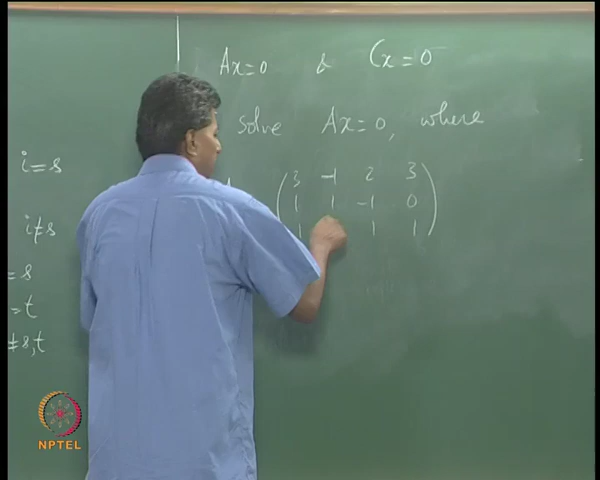 Ax=0 & Cx=0
solve Ax=0, where
i=s
3 -1 2 3
i≠s
1 1 -1 0
1 1 1
=s
=t
≠s,t
NPTEL